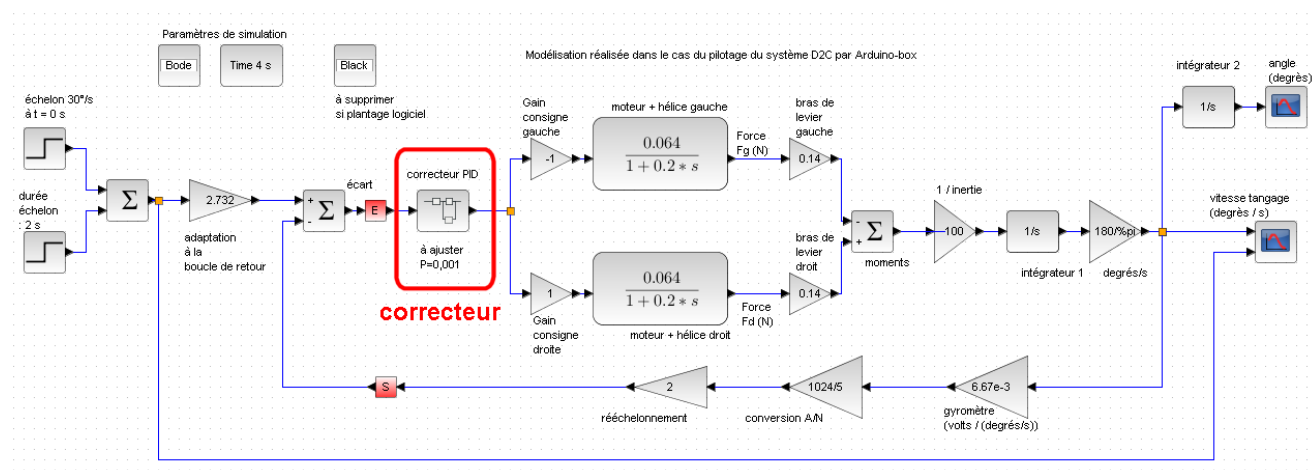 Paramètres de simulation
Bode
Time 4 s
Black
à supprimer
si plantage logiciel
Modélisation réalisée dans le cas du pilotage du système D2C par Arduino-box
échelon 30°/s
à t = 0 s
durée
échelon
: 2 s
Σ
2.732
adaptation
à la
boucle de retour
+
-
Σ
écart
E
correcteur PID
à ajuster
P=0,001
correcteur
Gain
consigne
gauche
-1
moteur + hélice gauche
0.064
1 + 0.2 * s
Force
Fg (N)
bras de
levier
gauche
0.14
1
Gain
consigne
droite
0.064
1 + 0.2 * s
moteur + hélice droit
Force
Fd (N)
bras de
levier
droit
0.14
-
+
Σ
moments
1 / inertie
100
1/s
intégrateur 1
180/%pi
degrés/s
intégrateur 2
1/s
angle
(degrès)
vitesse tangage
(degrès / s)
S
2
rééchelonnement
1024/5
conversion A/N
6.67e-3
gyromètre
(volts / (degrés/s))